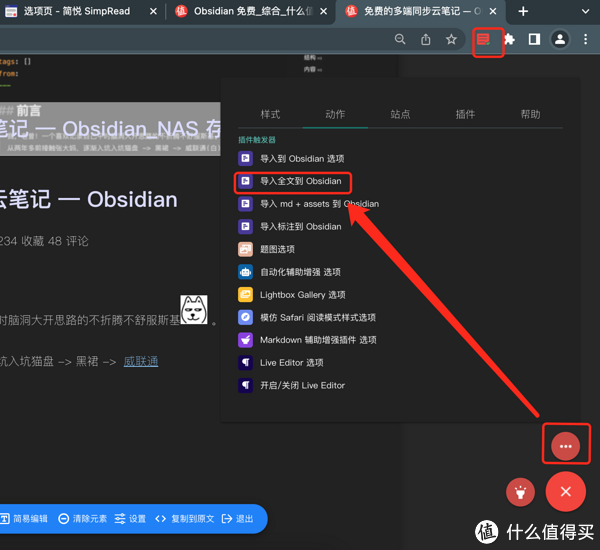 选项页 - 简悦 SimpRead
Obsidian 免费_综合_什么值
免费的多端同步云笔记 — O
tags: []
from:
结构
内容
## 前言
笔记 — Obsidian_NAS 存
样式
动作
站点
插件
帮助
插件触发器
导入到 Obsidian 选项
导入全文到 Obsidian
导入 md + assets 到 Obsidian
导入标注到 Obsidian
题图选项
自动化辅助增强 选项
Lightbox Gallery 选项
模仿 Safari 阅读模式样式选项
Markdown 辅助增强插件 选项
Live Editor 选项
开启/关闭 Live Editor
云笔记 — Obsidian
234 收藏 48 评论
时脑洞大开思路的不折腾不舒服斯基 。
坑入坑猫盘 –> 黑裙 –> 威联通
简易编辑
清除元素
设置
复制到原文
退出
值 什么值得买